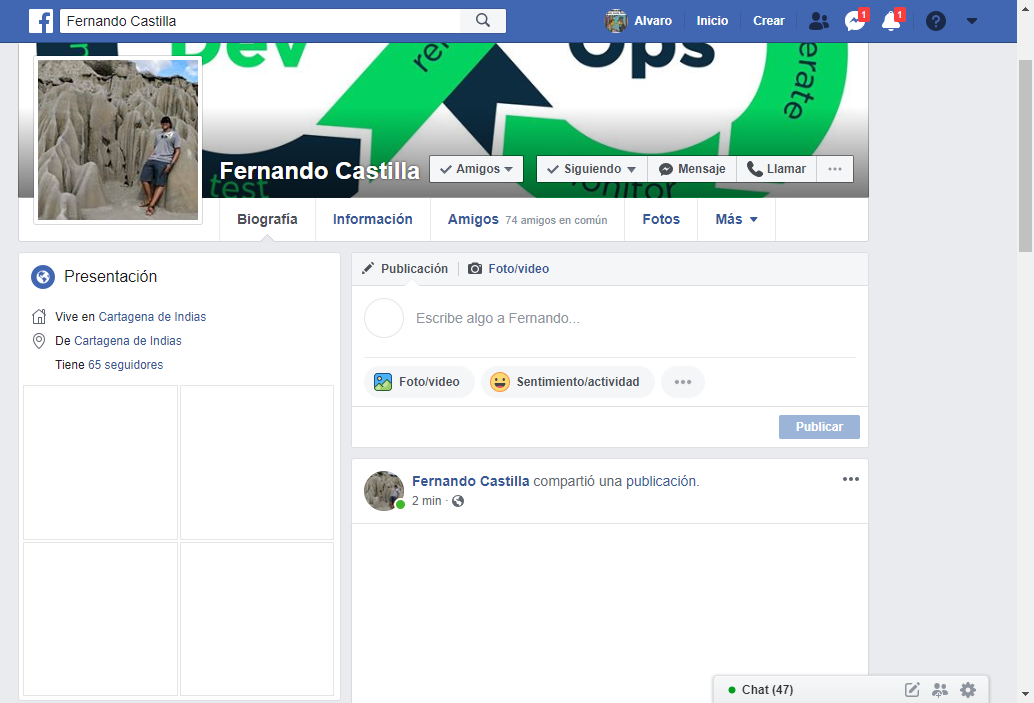 Fernando Castilla
Alvaro
Inicio
Crear
1
1
Dev
Ops
rerate
erate
test
monitor
Fernando Castilla
Amigos
Siguiendo
Mensaje
Llamar
Biografía
Información
Amigos 74 amigos en común
Fotos
Más
Presentación
Vive en Cartagena de Indias
De Cartagena de Indias
Tiene 65 seguidores
Publicación
Foto/video
Escribe algo a Fernando...
Foto/video
Sentimiento/actividad
Publicar
Fernando Castilla compartió una publicación.
2 min ·
Chat (47)